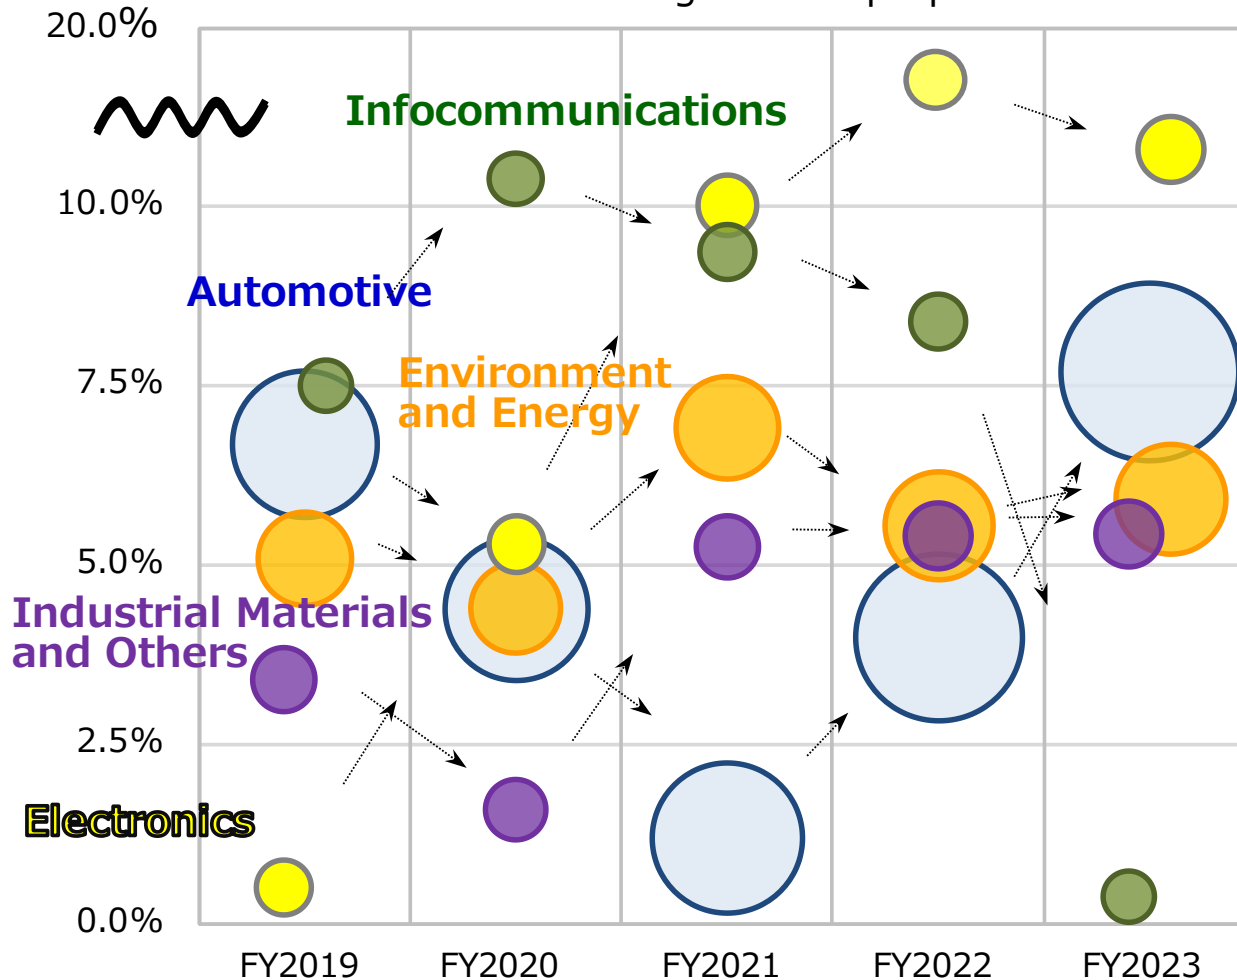 20.0%
Infocommunications
10.0%
Automotive
7.5%
Environment
and Energy
5.0%
Industrial Materials
and Others
2.5%
Electronics
0.0%
FY2019
FY2020
FY2021
FY2022
FY2023